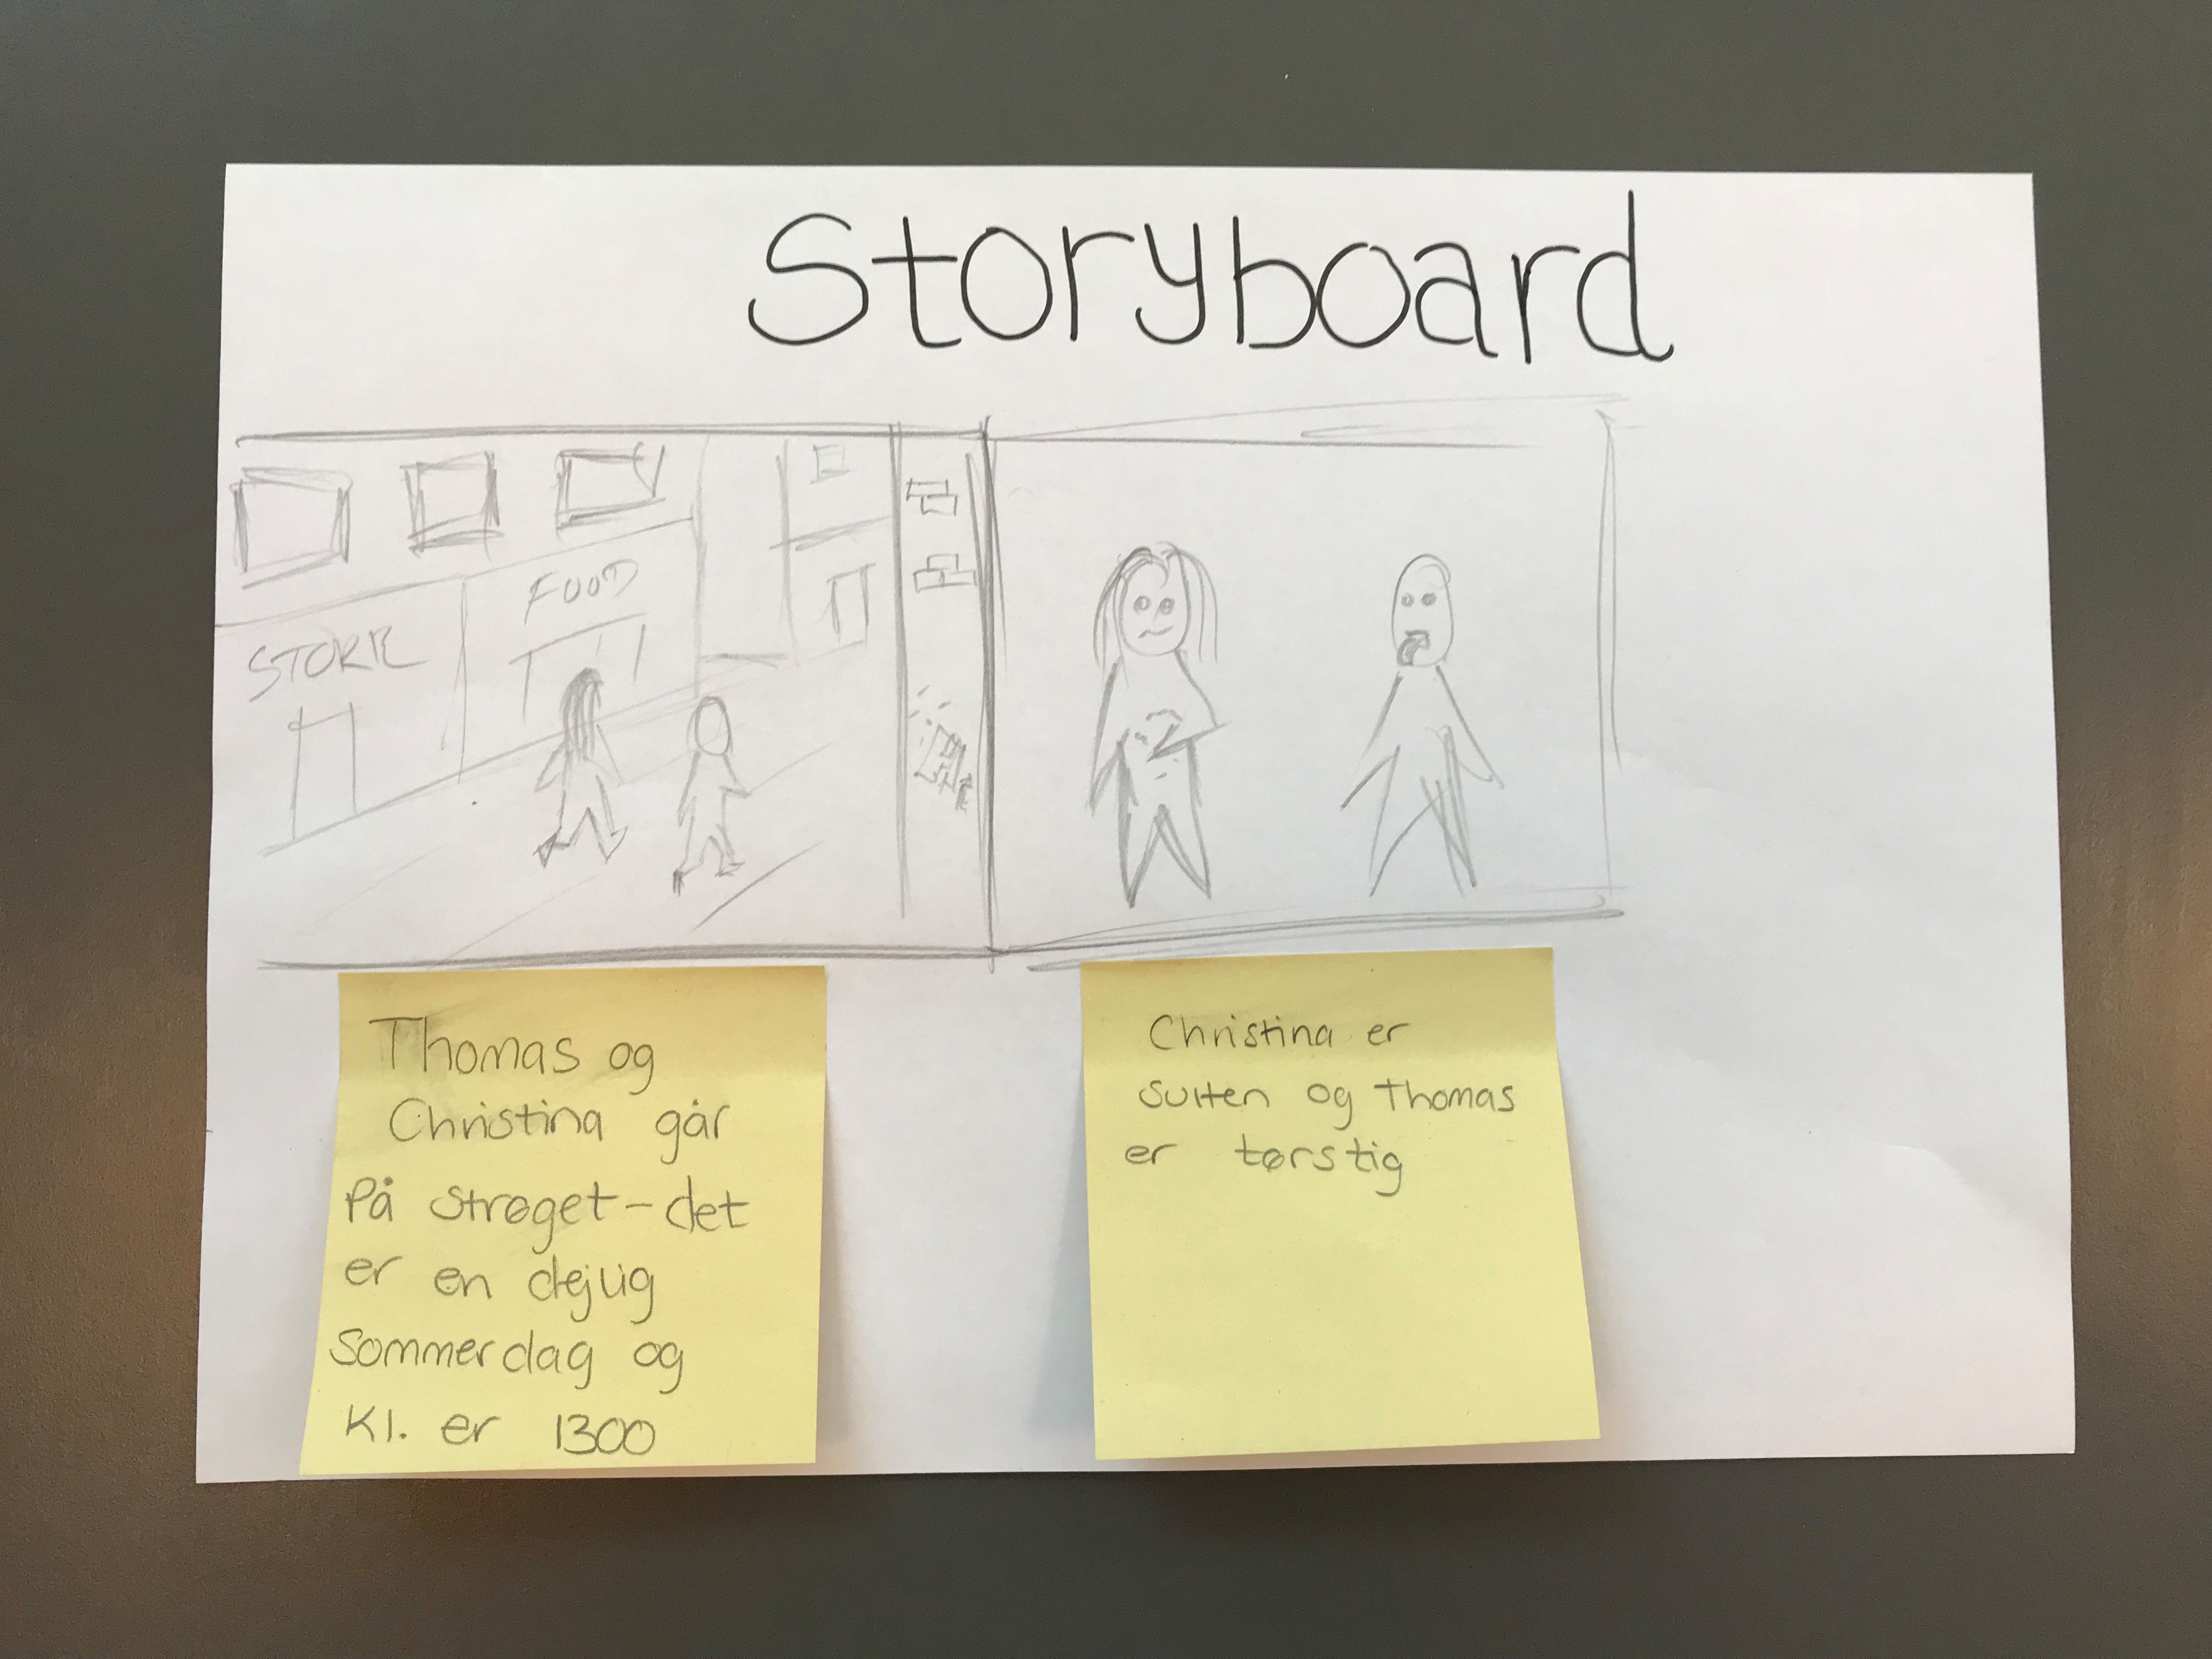 Storyboard
STORE
FOOD
Thomas og
Christina går
På strøget - det
er en dejlig
Sommerdag og
Kl. er 1300
Christina er
sulten og Thomas
er tørstig